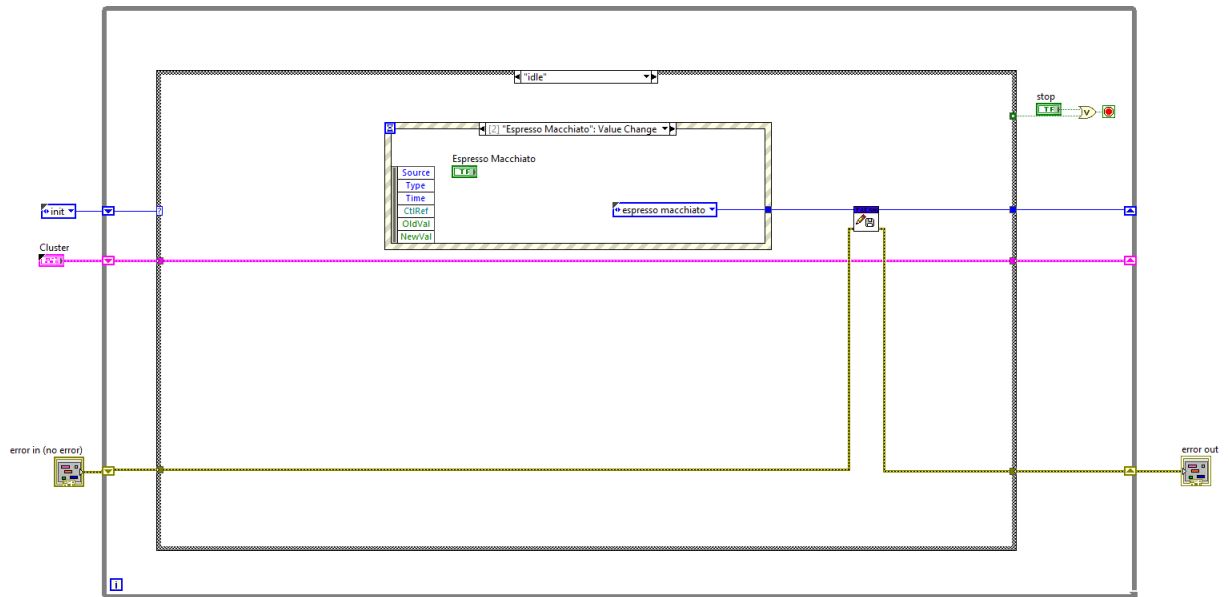 "idle"
stop
TF
V
[2] "Espresso Macchiato": Value Change
Espresso Macchiato
TF
Source
Type
Time
CtlRef
OldVal
NewVal
init
espresso macchiato
?
Cluster
error in (no error)
error out
i